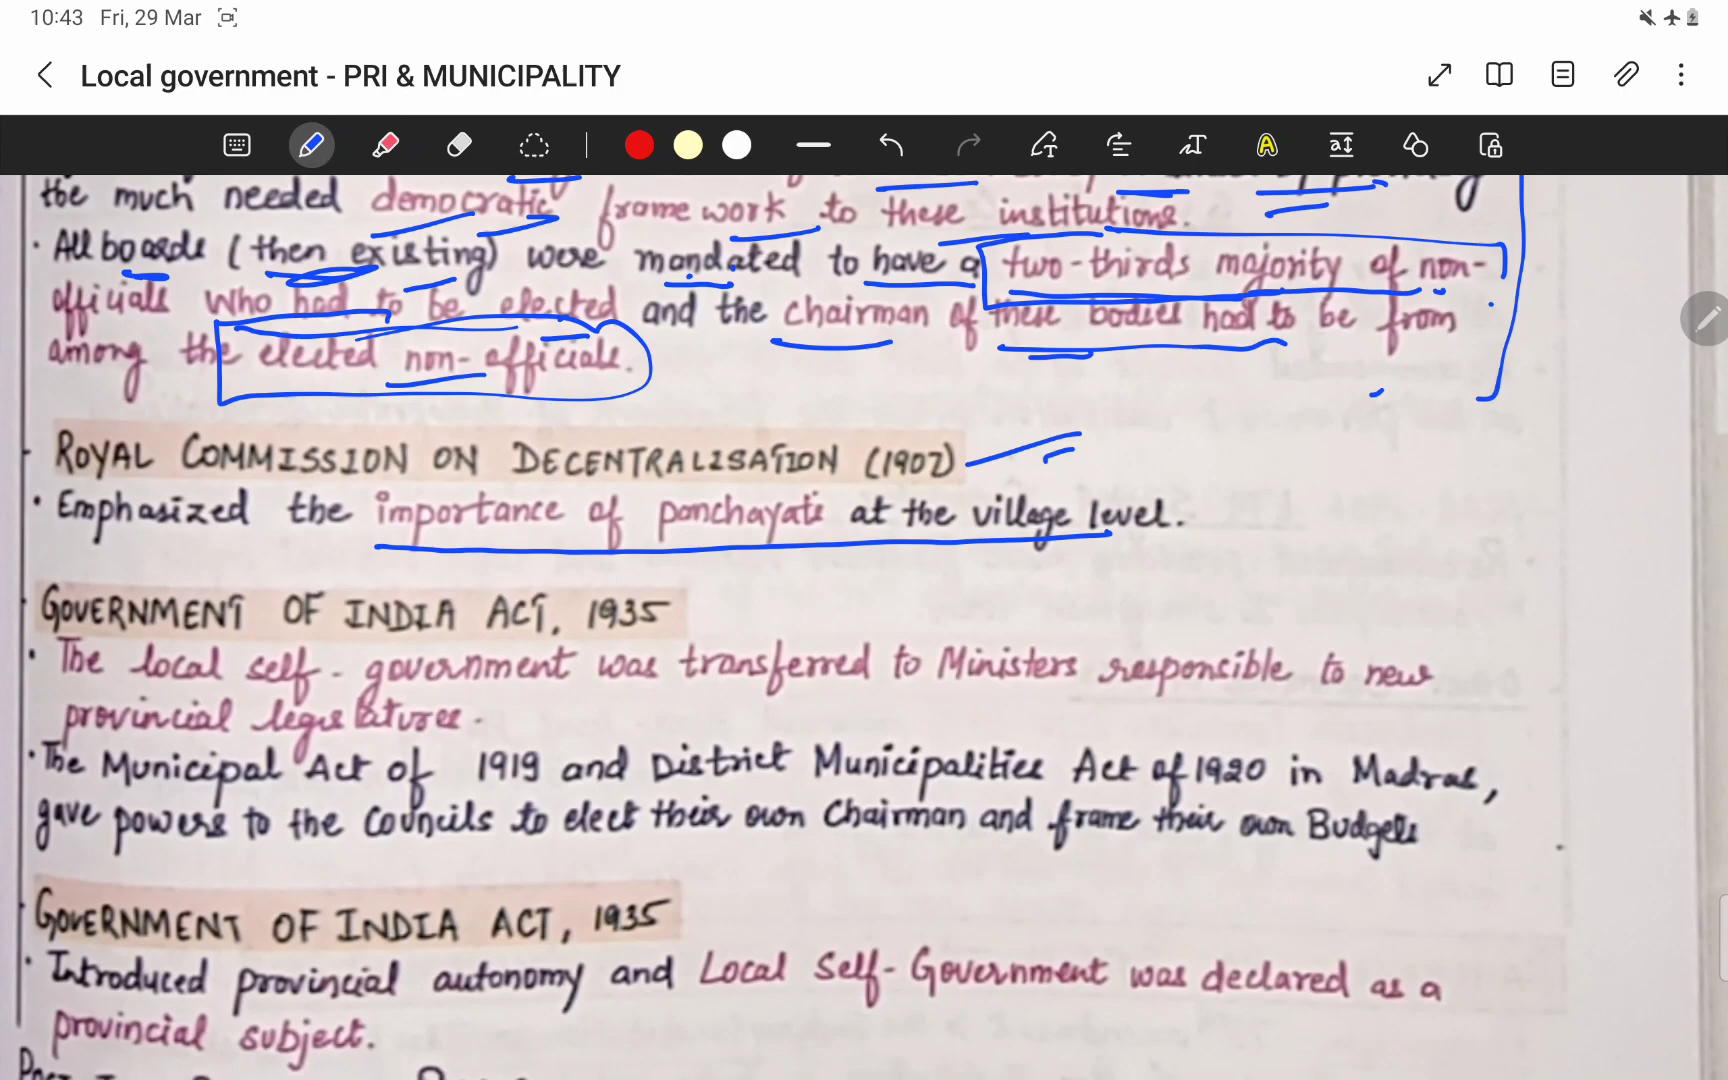 10:43 Fri, 29 Mar
Local government - PRI & MUNICIPALITY
the much needed democratic frame work to these institutions.
· All boards (then existing) were mandated to have a two-thirds majority of non-
officials who had to be elected and the chairman of these bodies had to be from
among the elected non-officials.
- ROYAL COMMISSION ON DECENTRALISATION (1907)
· Emphasized the importance of panchayats at the village level.
- GOVERNMENT OF INDIA ACT, 1935
· The local self-government was transferred to Ministers responsible to new
provincial legislatures.
· The Municipal Act of 1919 and District Municipalities Act of 1920 in Madras,
gave powers to the Councils to elect their own Chairman and frame their own Budgets
- GOVERNMENT OF INDIA ACT, 1935
· Introduced provincial autonomy and Local Self-Government was declared as a
provincial subject.